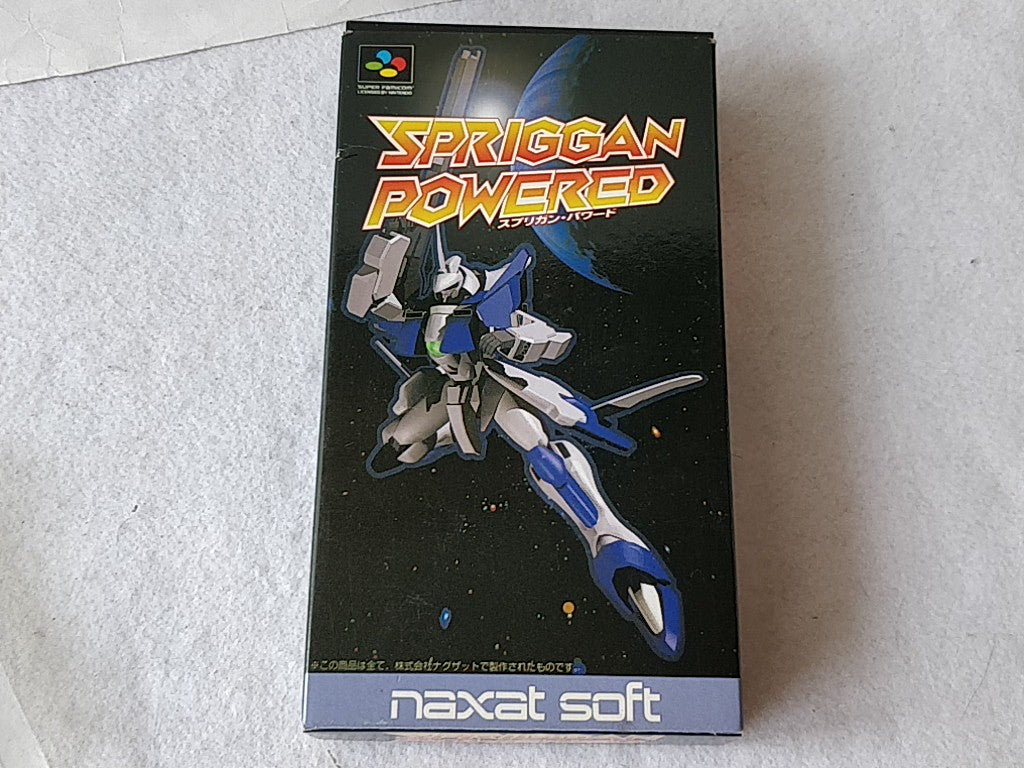 SUPER FAMICOM
LICENSED BY NINTENDO
SPRIGGAN
POWERED
スプリガン・パワード
※この商品は全て、株式会社ナグザットで製作されたものです。
naxat soft